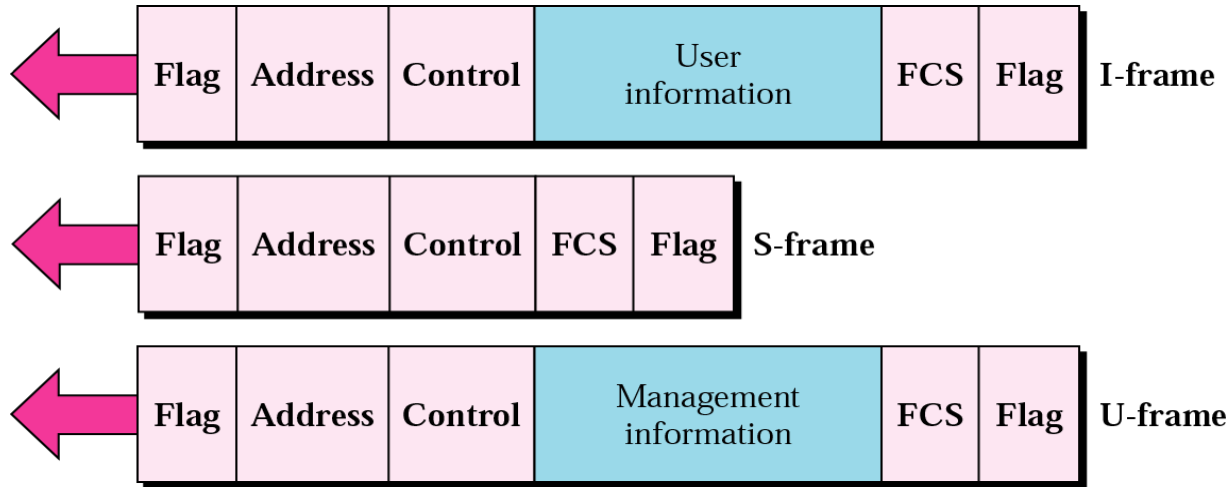 Flag Address Control User information FCS Flag I-frame
Flag Address Control FCS Flag S-frame
Flag Address Control Management information FCS Flag U-frame